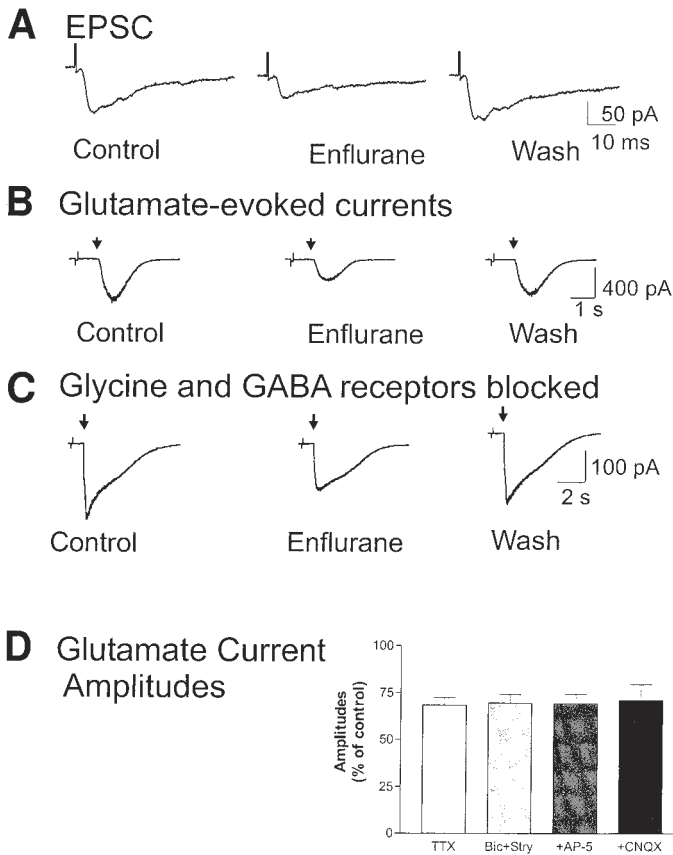 A EPSC
Control
Enflurane
Wash
50 pA
10 ms
B Glutamate-evoked currents
Control
Enflurane
Wash
400 pA
1 s
C Glycine and GABA receptors blocked
Control
Enflurane
Wash
100 pA
2 s
D Glutamate Current
Amplitudes
Amplitudes
(% of control)
100
75
50
25
0
TTX
Bic+Stry
+AP-5
+CNQX